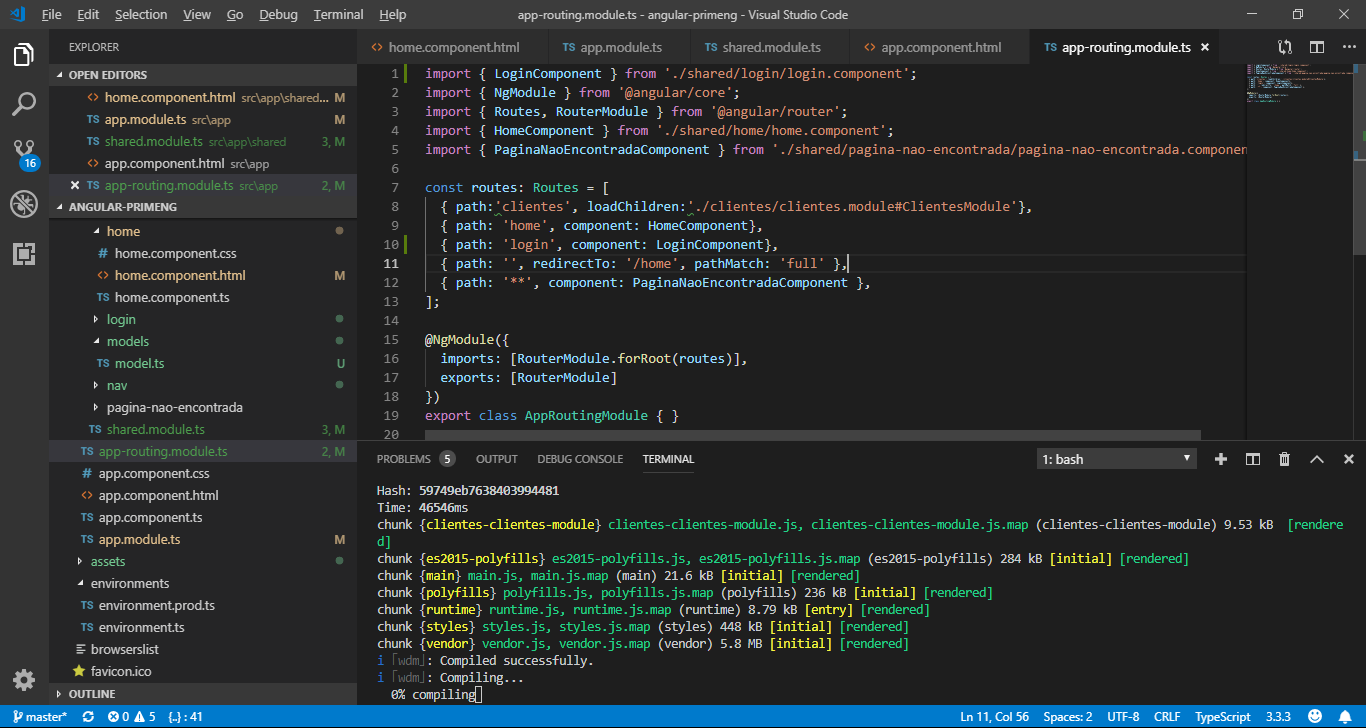 File Edit Selection View Go Debug Terminal Help app-routing.module.ts - angular-primeng - Visual Studio Code
EXPLORER
OPEN EDITORS
home.component.html src\app\shared... M
app.module.ts src\app M
shared.module.ts src\app\shared 3, M
app.component.html src\app
app-routing.module.ts src\app 2, M
16
ANGULAR-PRIMENG
home
home.component.css
home.component.html M
home.component.ts
login
models
model.ts U
nav
pagina-nao-encontrada
shared.module.ts 3, M
app-routing.module.ts 2, M
app.component.css
app.component.html
app.component.ts
app.module.ts M
assets
environments
environment.prod.ts
environment.ts
browserslist
favicon.ico
OUTLINE
home.component.html TS app.module.ts TS shared.module.ts app.component.html TS app-routing.module.ts
1 import { LoginComponent } from './shared/login/login.component';
2 import { NgModule } from '@angular/core';
3 import { Routes, RouterModule } from '@angular/router';
4 import { HomeComponent } from './shared/home/home.component';
5 import { PaginaNaoEncontradaComponent } from './shared/pagina-nao-encontrada/pagina-nao-encontrada.componen
6
7 const routes: Routes = [
8 { path:'clientes', loadChildren:'./clientes/clientes.module#ClientesModule'},
9 { path: 'home', component: HomeComponent},
10 { path: 'login', component: LoginComponent},
11 { path: '', redirectTo: '/home', pathMatch: 'full' },
12 { path: '**', component: PaginaNaoEncontradaComponent },
13 ];
14
15 @NgModule({
16 imports: [RouterModule.forRoot(routes)],
17 exports: [RouterModule]
18 })
19 export class AppRoutingModule { }
20
PROBLEMS 5 OUTPUT DEBUG CONSOLE TERMINAL 1: bash
Hash: 59749eb7638403994481
Time: 46546ms
chunk {clientes-clientes-module} clientes-clientes-module.js, clientes-clientes-module.js.map (clientes-clientes-module) 9.53 kB [rendere
d]
chunk {es2015-polyfills} es2015-polyfills.js, es2015-polyfills.js.map (es2015-polyfills) 284 kB [initial] [rendered]
chunk {main} main.js, main.js.map (main) 21.6 kB [initial] [rendered]
chunk {polyfills} polyfills.js, polyfills.js.map (polyfills) 236 kB [initial] [rendered]
chunk {runtime} runtime.js, runtime.js.map (runtime) 8.79 kB [entry] [rendered]
chunk {styles} styles.js, styles.js.map (styles) 448 kB [initial] [rendered]
chunk {vendor} vendor.js, vendor.js.map (vendor) 5.8 MB [initial] [rendered]
i ｢wdm｣: Compiled successfully.
i ｢wdm｣: Compiling...
0% compiling
master* 0 5 {..} : 41 Ln 11, Col 56 Spaces: 2 UTF-8 CRLF TypeScript 3.3.3